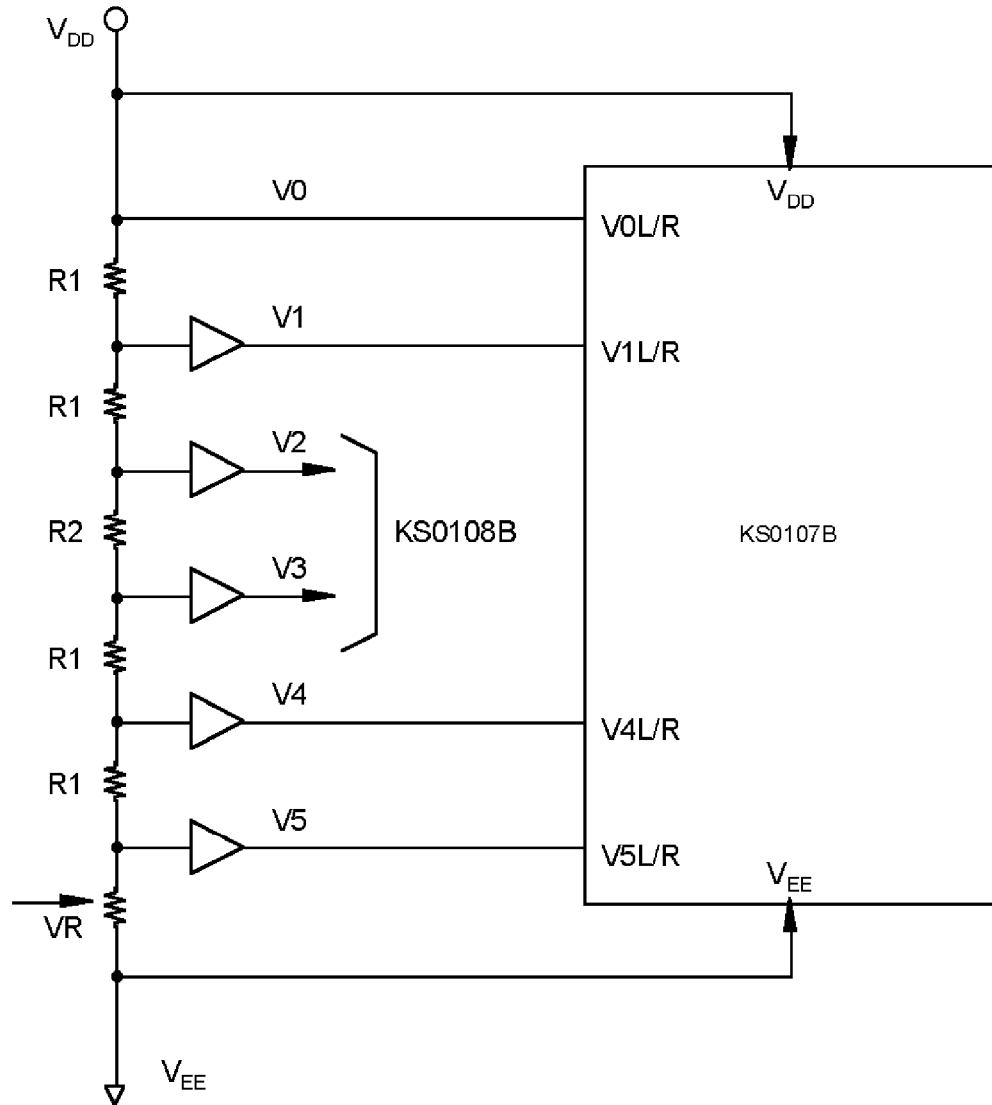 VDD
V0
VDD
V0L/R
R1
V1
V1L/R
R1
V2
R2
KS0108B
KS0107B
V3
R1
V4
V4L/R
R1
V5
V5L/R
VEE
VR
VEE